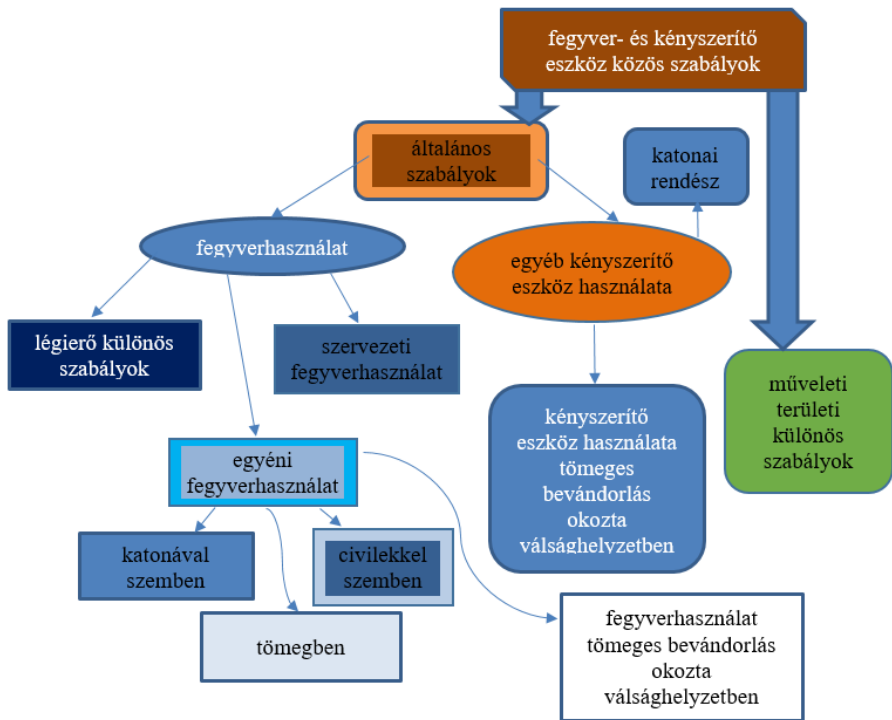 fegyver- és kényszerítő
eszköz közös szabályok
általános
szabályok
katonai
rendész
fegyverhasználat
egyéb kényszerítő
eszköz használata
légierő különös
szabályok
szervezeti
fegyverhasználat
műveleti
területi
különös
szabályok
kényszerítő
eszköz használata
tömeges
bevándorlás
okozta
válsághelyzetben
egyéni
fegyverhasználat
katonával
szemben
civilekkel
szemben
tömegben
fegyverhasználat
tömeges bevándorlás
okozta
válsághelyzetben